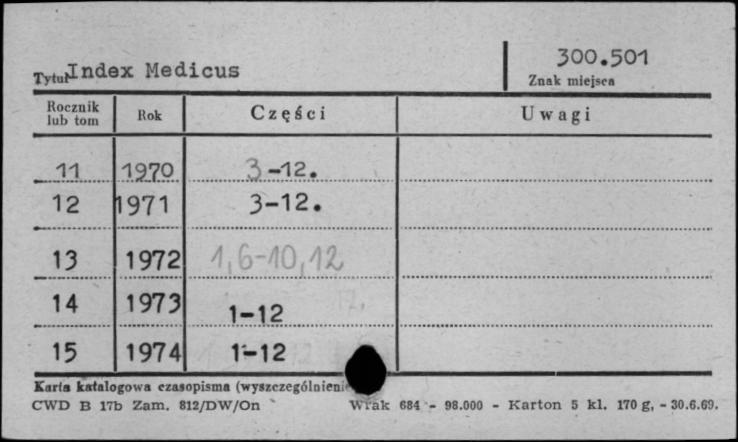 300.501
Tytuł Index Medicus Znak miejsca
Rocznik lub tom Rok Części Uwagi
11 1970 3-12.
12 1971 3-12.
13 1972 1,6-10,12
14 1973 1-12
15 1974 1-12
Karta katalogowa czasopisma (wyszczególnieni
CWD B 17b Zam. 812/DW/On Wrak 684 - 98.000 - Karton 5 kl. 170 g, - 30.6.69.